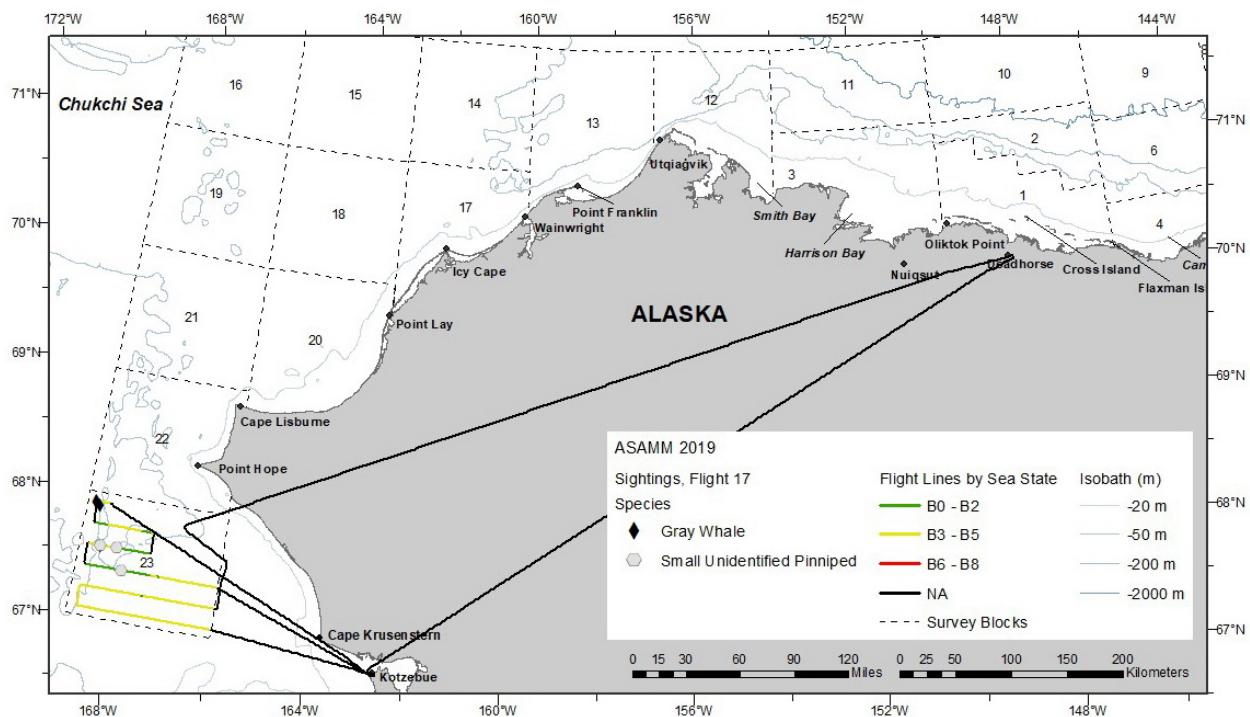 172°W 168°W 164°W 160°W 156°W 152°W 148°W 144°W
16
15
14
13
12
11
10
9
8
71°N
71°N
Chukchi Sea
2
6
Utqiaġvik
3
19
18
17
1
Point Franklin
Smith Bay
4
70°N
70°N
Wainwright
Harrison Bay
Oliktok Point
Icy Cape
Nuiqsut
Deadhorse
Cross Island
Cam
Flaxman Isl
21
20
Point Lay
ALASKA
69°N
69°N
Cape Lisburne
22
Point Hope
68°N
68°N
23
67°N
67°N
Cape Krusenstern
Kotzebue
ASAMM 2019
Sightings, Flight 17
Species
Gray Whale
Small Unidentified Pinniped
Flight Lines by Sea State
B0 - B2
B3 - B5
B6 - B8
NA
Survey Blocks
Isobath (m)
-20 m
-50 m
-200 m
-2000 m
0 15 30 60 90 120
Miles
0 25 50 100 150 200
Kilometers
168°W 164°W 160°W 156°W 152°W 148°W